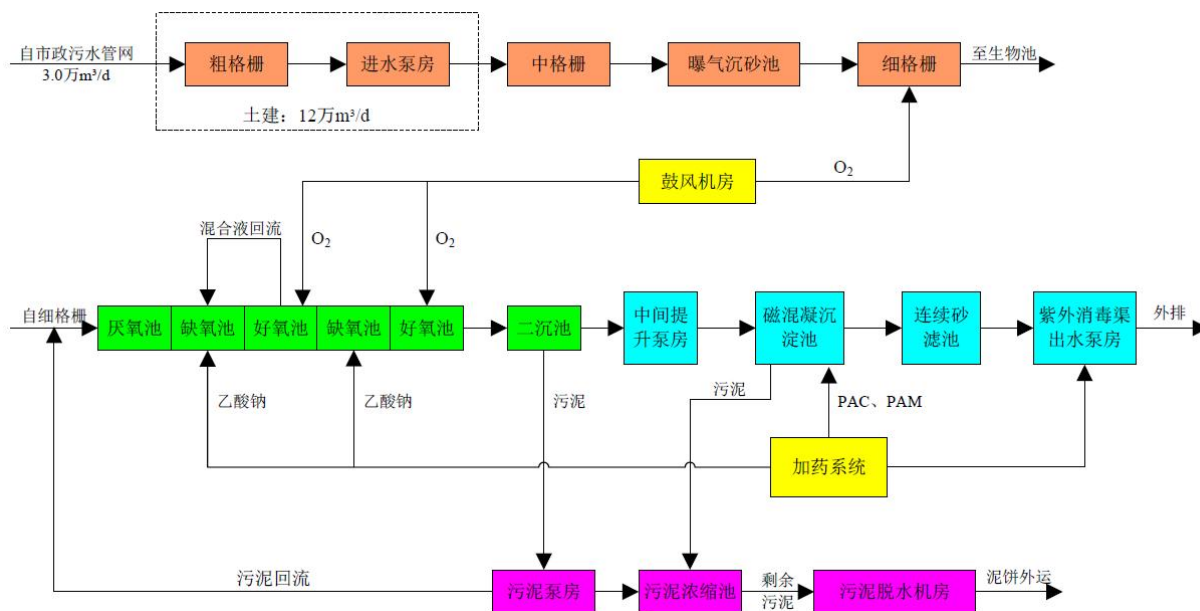 自市政污水管网
3.0万m³/d
粗格栅
进水泵房
中格栅
曝气沉砂池
细格栅
至生物池
土建：12万m³/d
鼓风机房
O₂
混合液回流
O₂
O₂
自细格栅
厌氧池
缺氧池
好氧池
缺氧池
好氧池
二沉池
中间提
升泵房
磁混凝沉
淀池
连续砂
滤池
紫外消毒渠
出水泵房
外排
乙酸钠
乙酸钠
污泥
污泥
PAC、PAM
加药系统
污泥回流
污泥泵房
污泥浓缩池
剩余
污泥
污泥脱水机房
泥饼外运